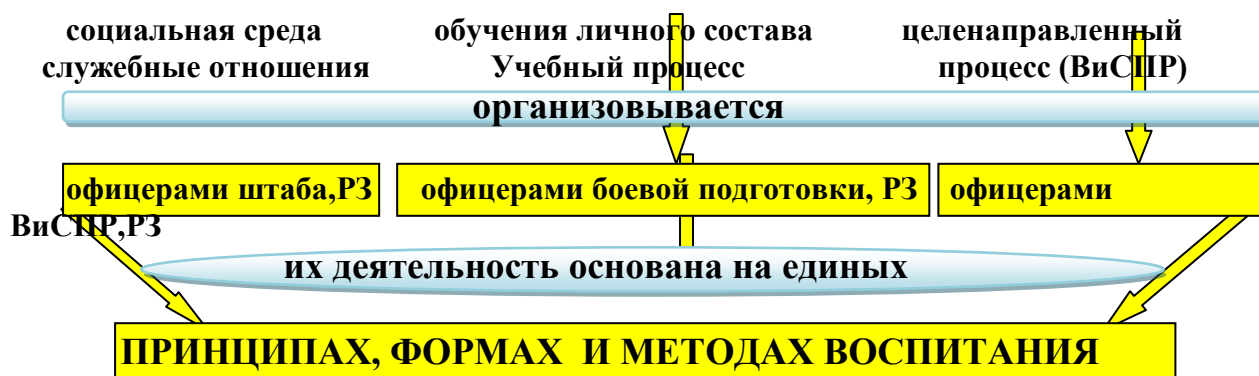 социальная среда обучения личного состава целенаправленный
служебные отношения Учебный процесс процесс (ВиСПР)
организовывается
офицерами штаба,РЗ офицерами боевой подготовки, РЗ офицерами
ВиСПР,РЗ
их деятельность основана на единых
ПРИНЦИПАХ, ФОРМАХ И МЕТОДАХ ВОСПИТАНИЯ